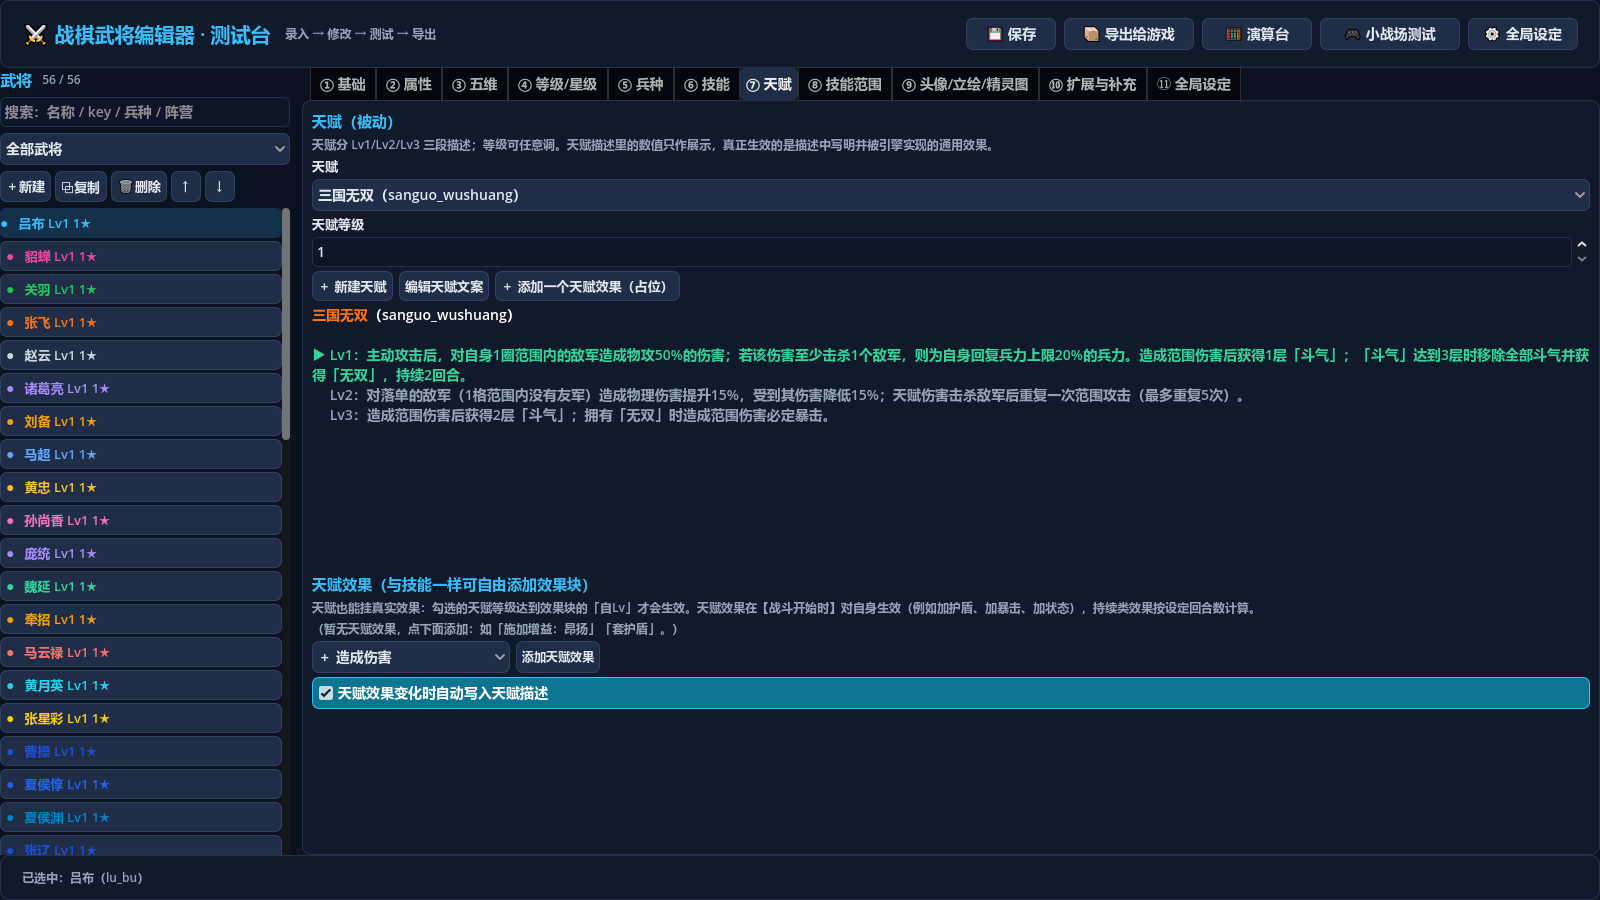 战棋武将编辑器 · 测试台
录入 → 修改 → 测试 → 导出
保存
导出给游戏
演算台
小战场测试
全局设定
武将 56 / 56
搜索：名称 / key / 兵种 / 阵营
全部武将
+新建
复制
删除
↑
↓
吕布 Lv1 1★
貂蝉 Lv1 1★
关羽 Lv1 1★
张飞 Lv1 1★
赵云 Lv1 1★
诸葛亮 Lv1 1★
刘备 Lv1 1★
马超 Lv1 1★
黄忠 Lv1 1★
孙尚香 Lv1 1★
庞统 Lv1 1★
魏延 Lv1 1★
牵招 Lv1 1★
马云禄 Lv1 1★
黄月英 Lv1 1★
张星彩 Lv1 1★
曹操 Lv1 1★
夏侯惇 Lv1 1★
夏侯渊 Lv1 1★
张辽 Lv1 1★
① 基础
② 属性
③ 五维
④ 等级/星级
⑤ 兵种
⑥ 技能
⑦ 天赋
⑧ 技能范围
⑨ 头像/立绘/精灵图
⑩ 扩展与补充
⑪ 全局设定
天赋（被动）
天赋分 Lv1/Lv2/Lv3 三段描述；等级可任意调。天赋描述里的数值只作展示，真正生效的是描述中写明并被引擎实现的通用效果。
天赋
三国无双（sanguo_wushuang）
天赋等级
1
+ 新建天赋
编辑天赋文案
+ 添加一个天赋效果（占位）
三国无双（sanguo_wushuang）
▶ Lv1：主动攻击后，对自身1圈范围内的敌军造成物攻50%的伤害；若该伤害至少击杀1个敌军，则为自身回复兵力上限20%的兵力。造成范围伤害后获得1层「斗气」；「斗气」达到3层时移除全部斗气并获
得「无双」，持续2回合。
Lv2：对落单的敌军（1格范围内没有友军）造成物理伤害提升15%，受到其伤害降低15%；天赋伤害击杀敌军后重复一次范围攻击（最多重复5次）。
Lv3：造成范围伤害后获得2层「斗气」；拥有「无双」时造成范围伤害必定暴击。
天赋效果（与技能一样可自由添加效果块）
天赋也能挂真实效果：勾选的天赋等级达到效果块的「自Lv」才会生效。天赋效果在【战斗开始时】对自身生效（例如加护盾、加暴击、加状态），持续类效果按设定回合数计算。
（暂无天赋效果，点下面添加：如「施加增益：昂扬」「套护盾」。）
+ 造成伤害
添加天赋效果
天赋效果变化时自动写入天赋描述
已选中：吕布（lu_bu）